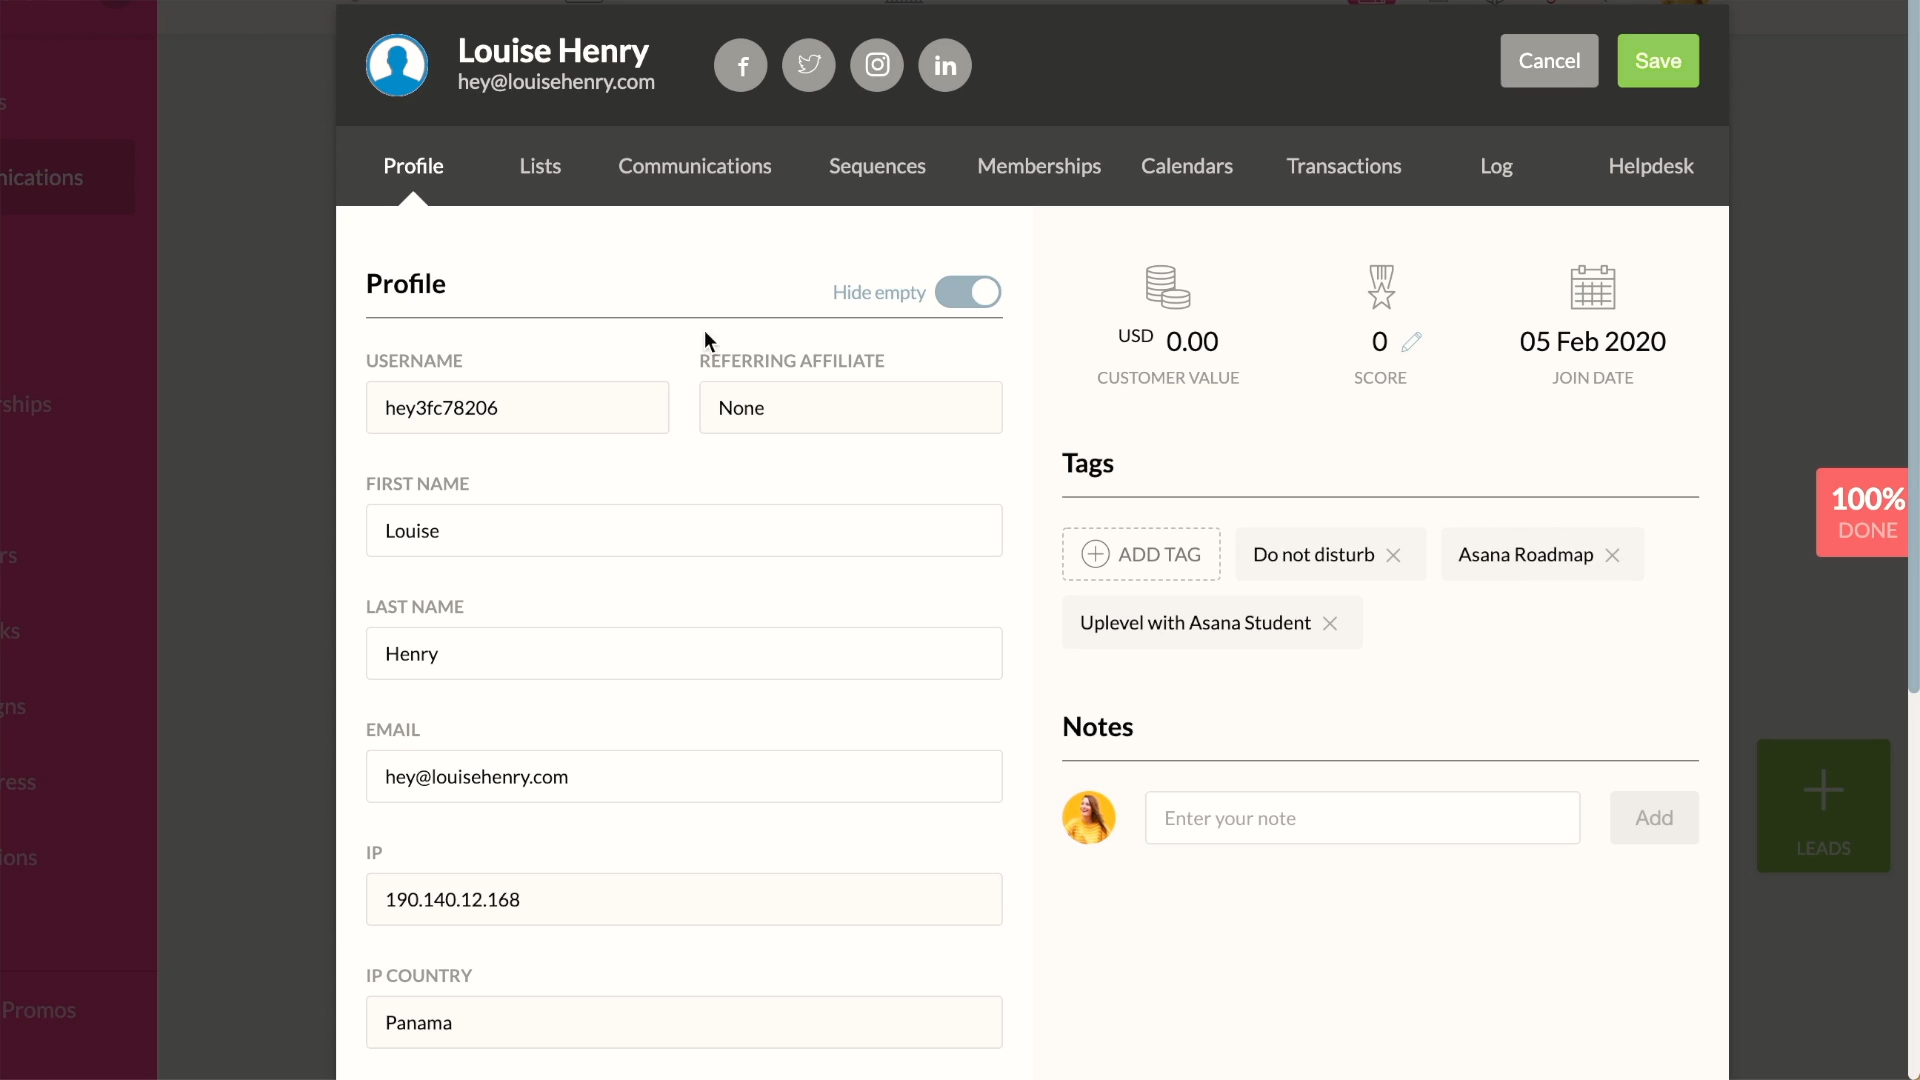 Louise Henry
hey@louisehenry.com
Cancel
Save
Profile
Lists
Communications
Sequences
Memberships
Calendars
Transactions
Log
Helpdesk
Profile
Hide empty
USERNAME
REFERRING AFFILIATE
hey3fc78206
None
FIRST NAME
Louise
LAST NAME
Henry
EMAIL
hey@louisehenry.com
IP
190.140.12.168
IP COUNTRY
Panama
USD 0.00
CUSTOMER VALUE
0
SCORE
05 Feb 2020
JOIN DATE
Tags
ADD TAG
Do not disturb
Asana Roadmap
Uplevel with Asana Student
Notes
Enter your note
Add
100%
DONE
LEADS
Promos